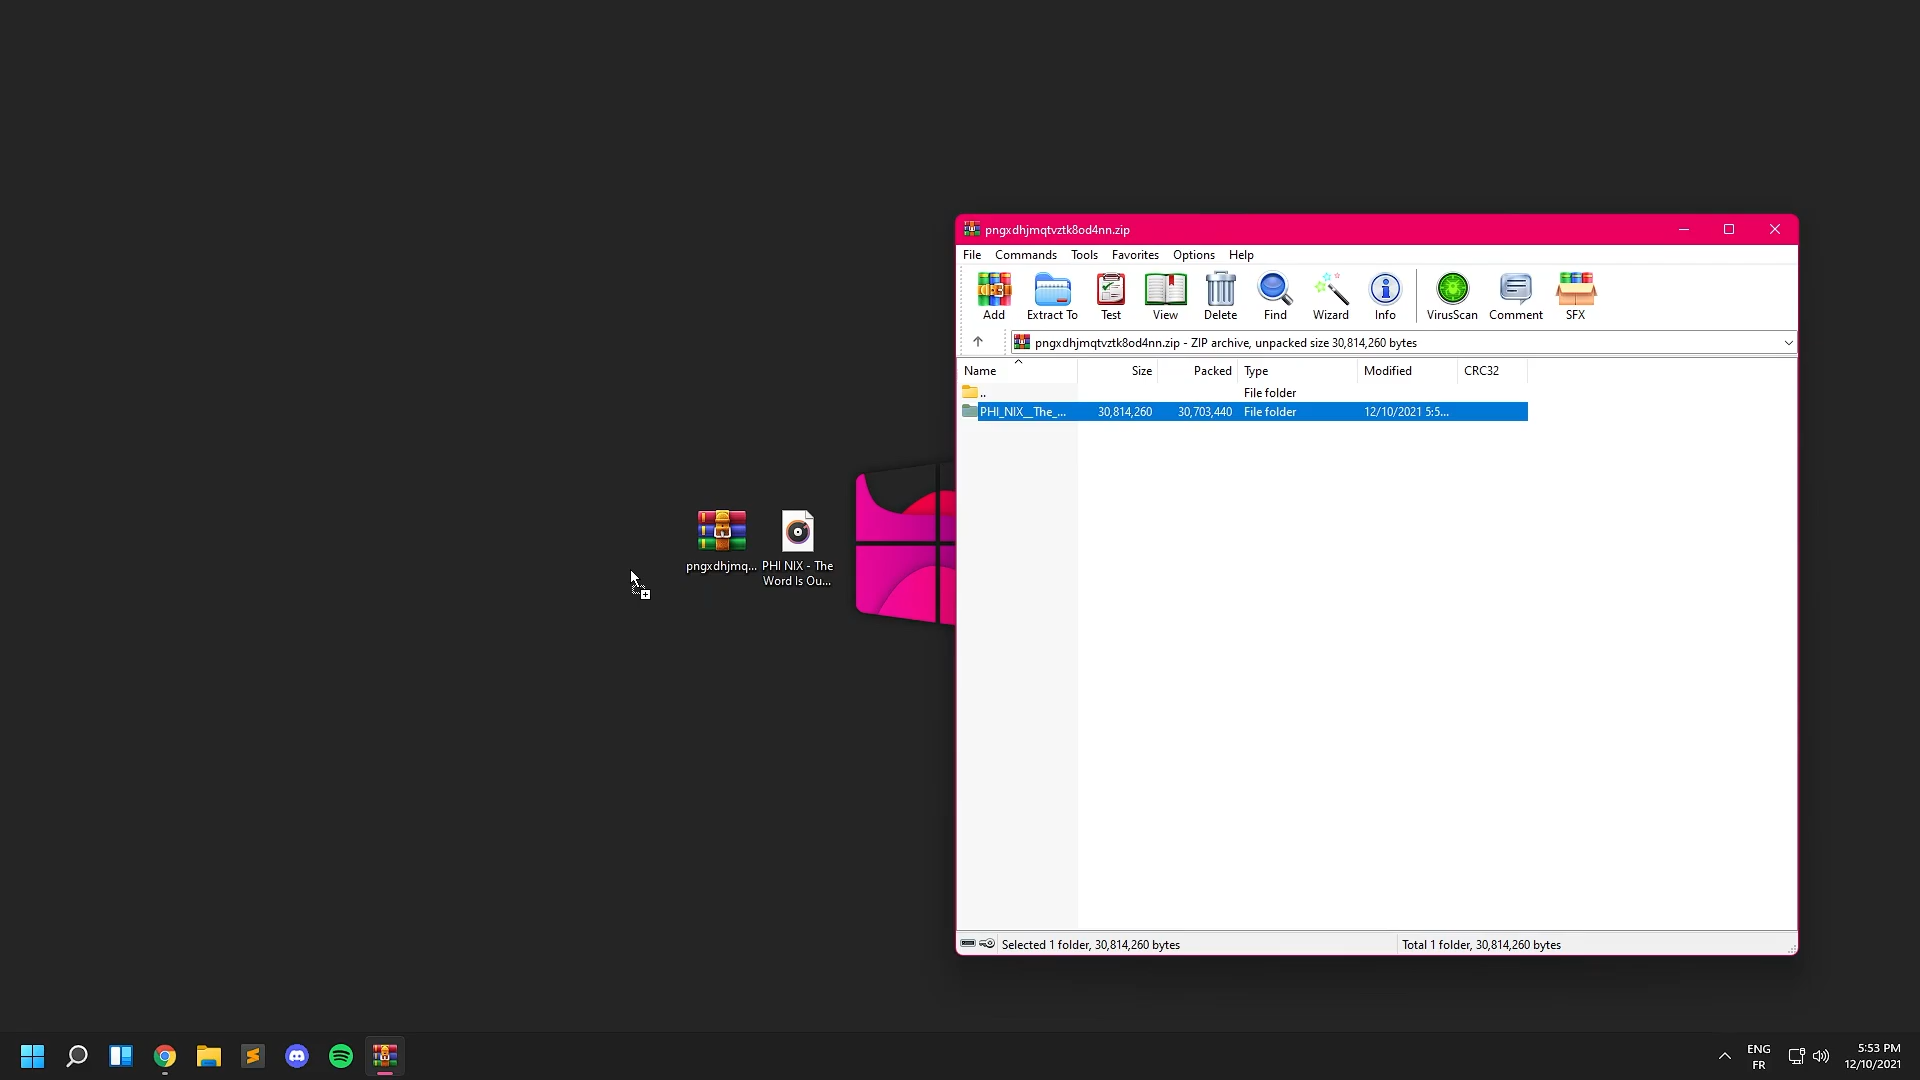 pngxdhjmqtvztk8od4nn.zip
File Commands Tools Favorites Options Help
Add Extract To Test View Delete Find Wizard Info VirusScan Comment SFX
pngxdhjmqtvztk8od4nn.zip - ZIP archive, unpacked size 30,814,260 bytes
Name Size Packed Type Modified CRC32
.. File folder
PHI_NIX__The_... 30,814,260 30,703,440 File folder 12/10/2021 5:5...
pngxdhjmq...
PHI NIX - The
Word Is Ou...
Selected 1 folder, 30,814,260 bytes Total 1 folder, 30,814,260 bytes
ENG
FR
5:53 PM
12/10/2021